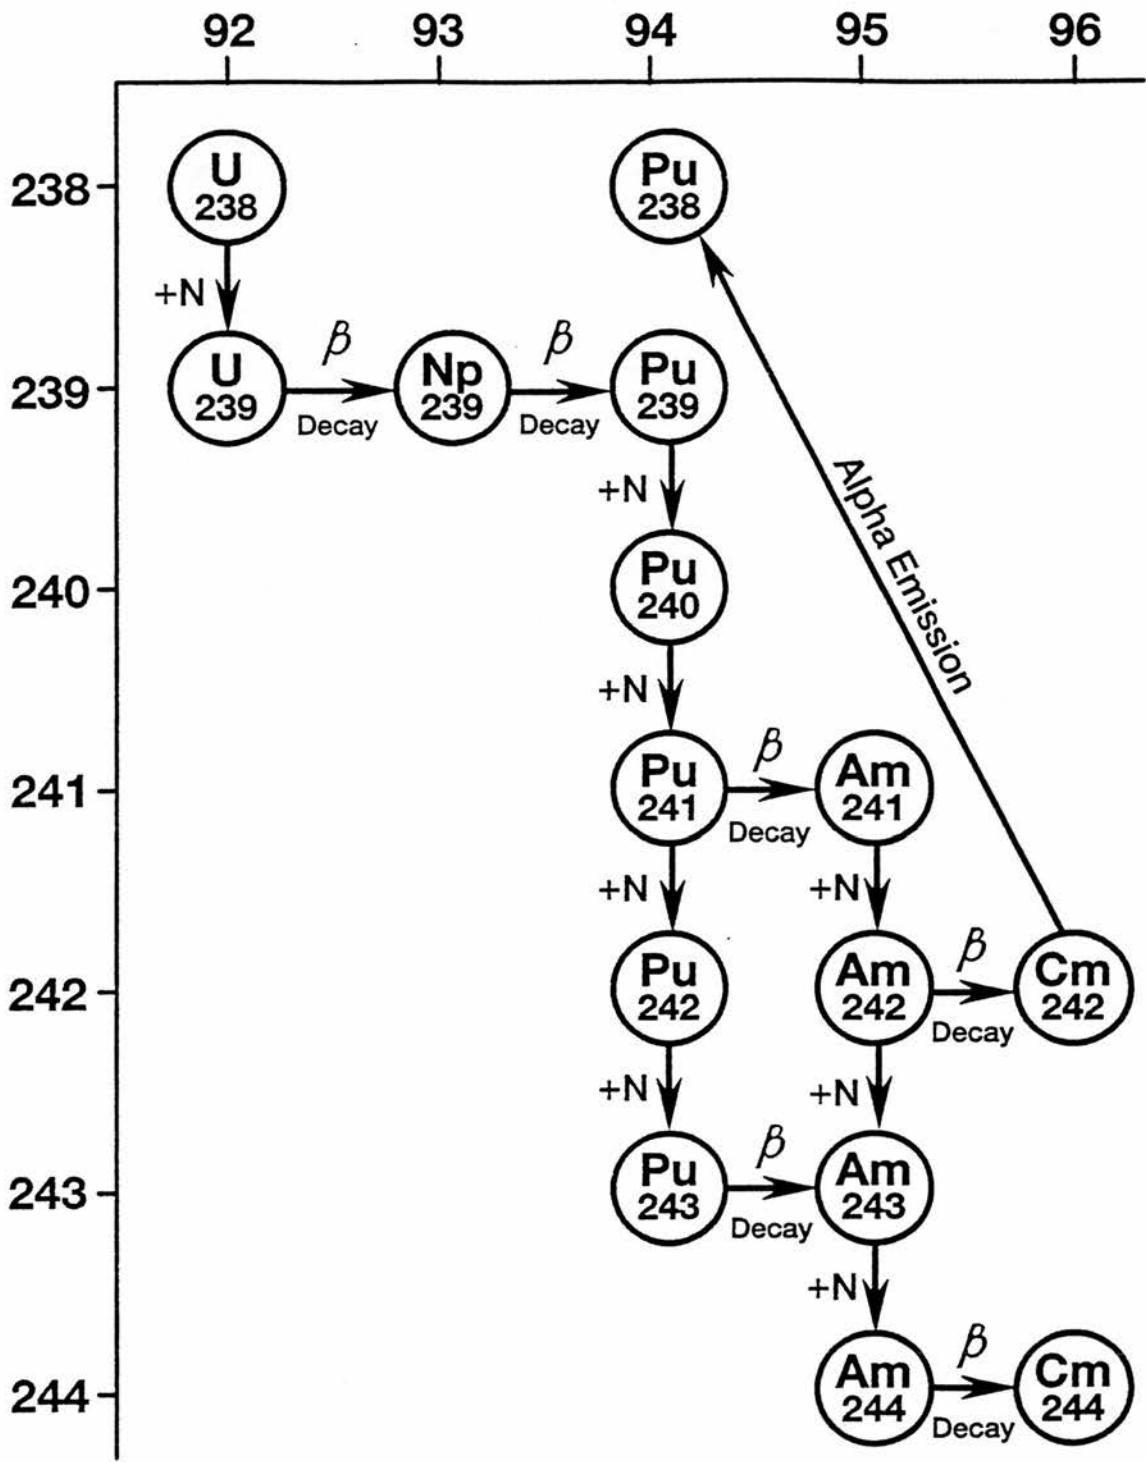 92 93 94 95 96
238
U
238
Pu
238
+N
β
β
239
U
239
Np
239
Pu
239
Decay
Decay
+N
Alpha Emission
240
Pu
240
+N
β
241
Pu
241
Am
241
Decay
+N
+N
β
242
Pu
242
Am
242
Cm
242
Decay
+N
+N
β
243
Pu
243
Am
243
Decay
+N
β
244
Am
244
Cm
244
Decay